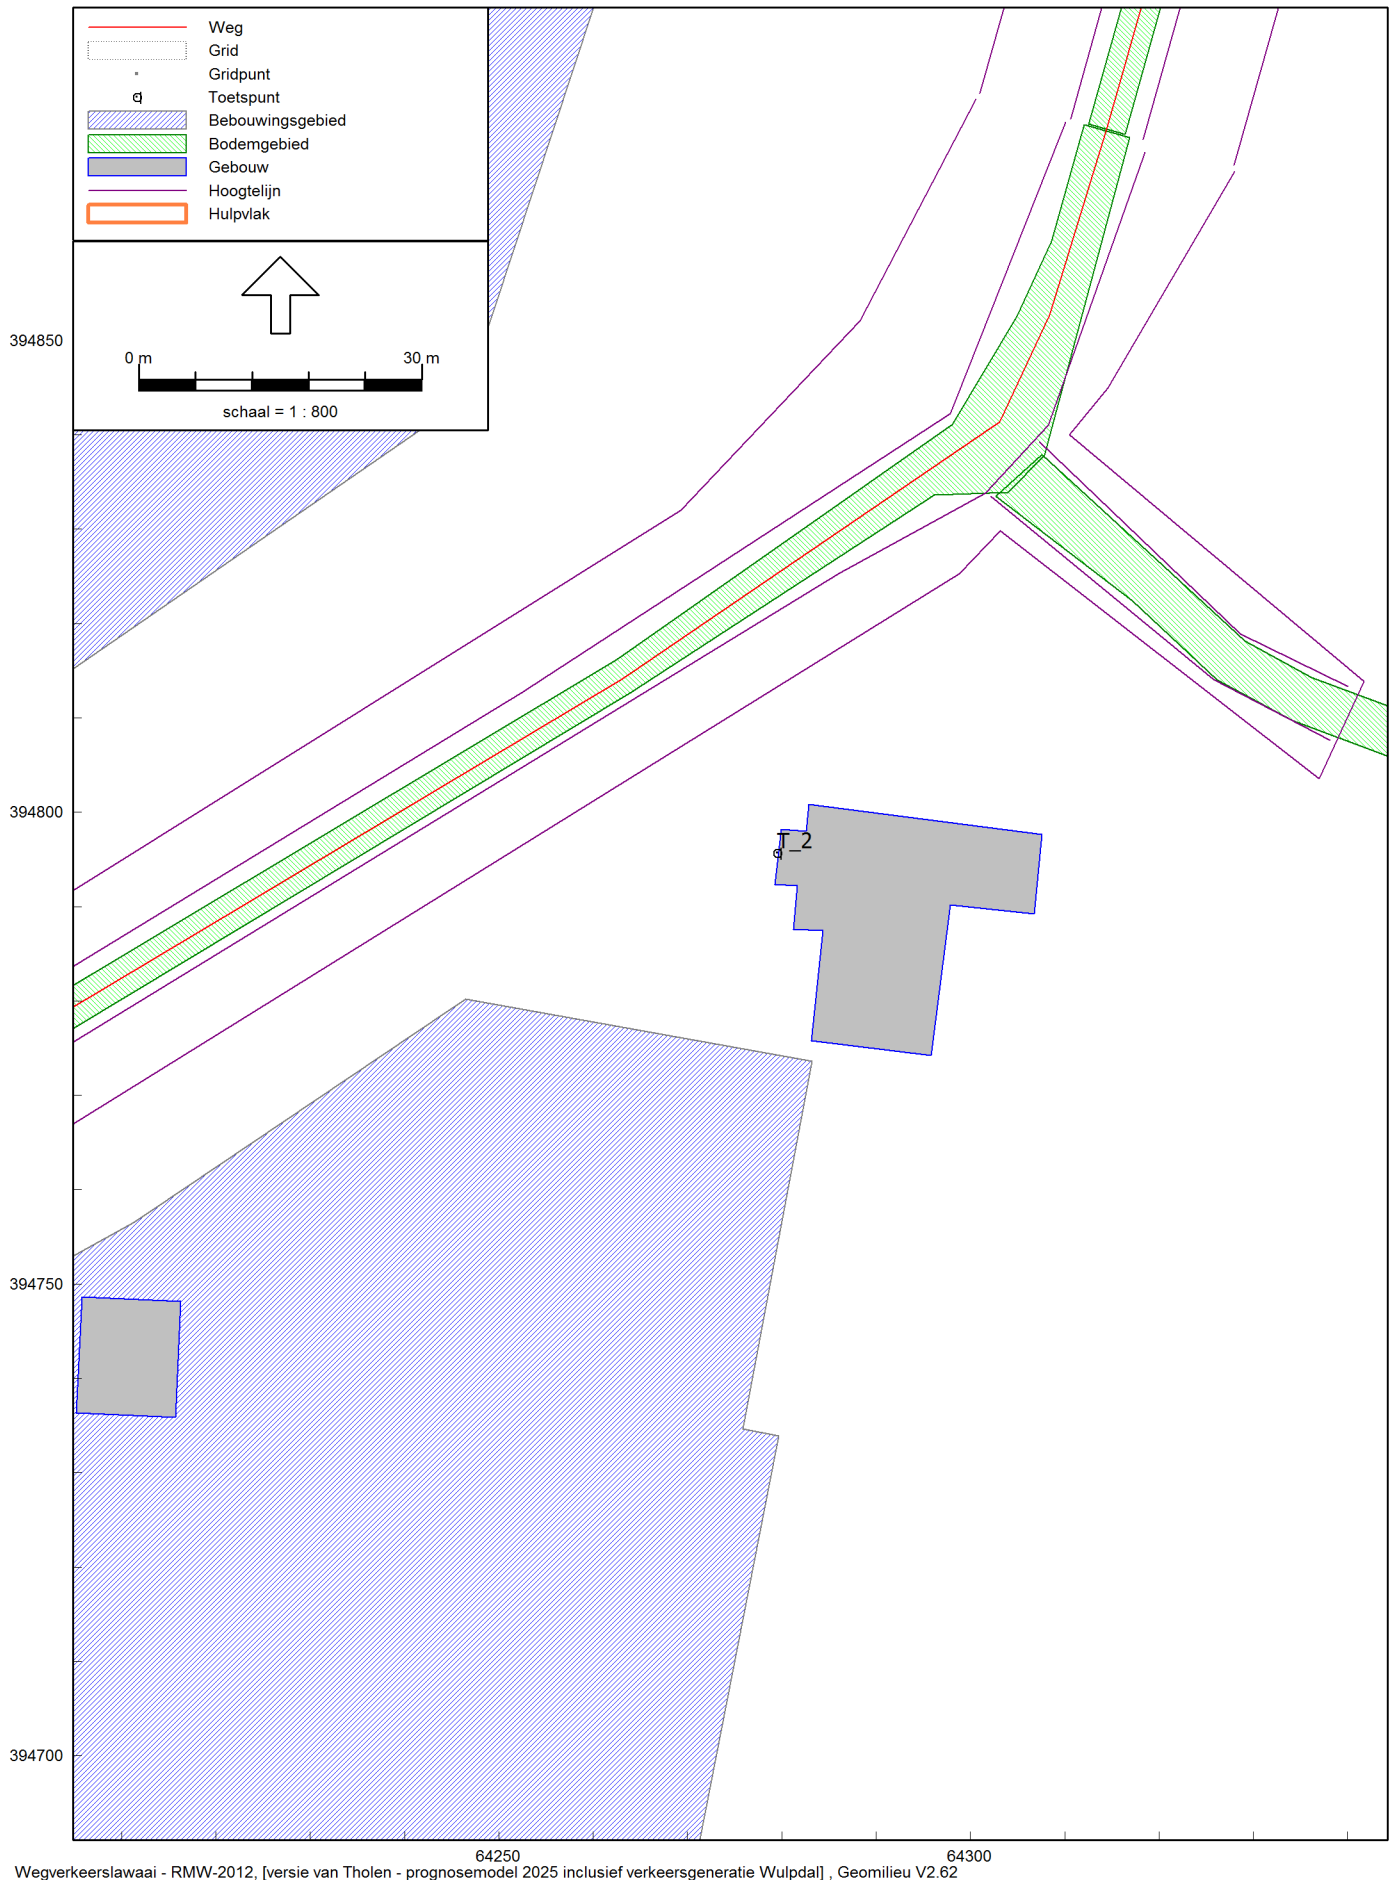 Weg
Grid
Gridpunt
Toetspunt
Bebouwingsgebied
Bodemgebied
Gebouw
Hoogtelijn
Hulpvlak
0 m 30 m
schaal = 1 : 800
394850
394800
T_2
394750
394700
64250 64300
Wegverkeerslawaai - RMW-2012, [versie van Tholen - prognosemodel 2025 inclusief verkeersgeneratie Wulpdal] , Geomilieu V2.62